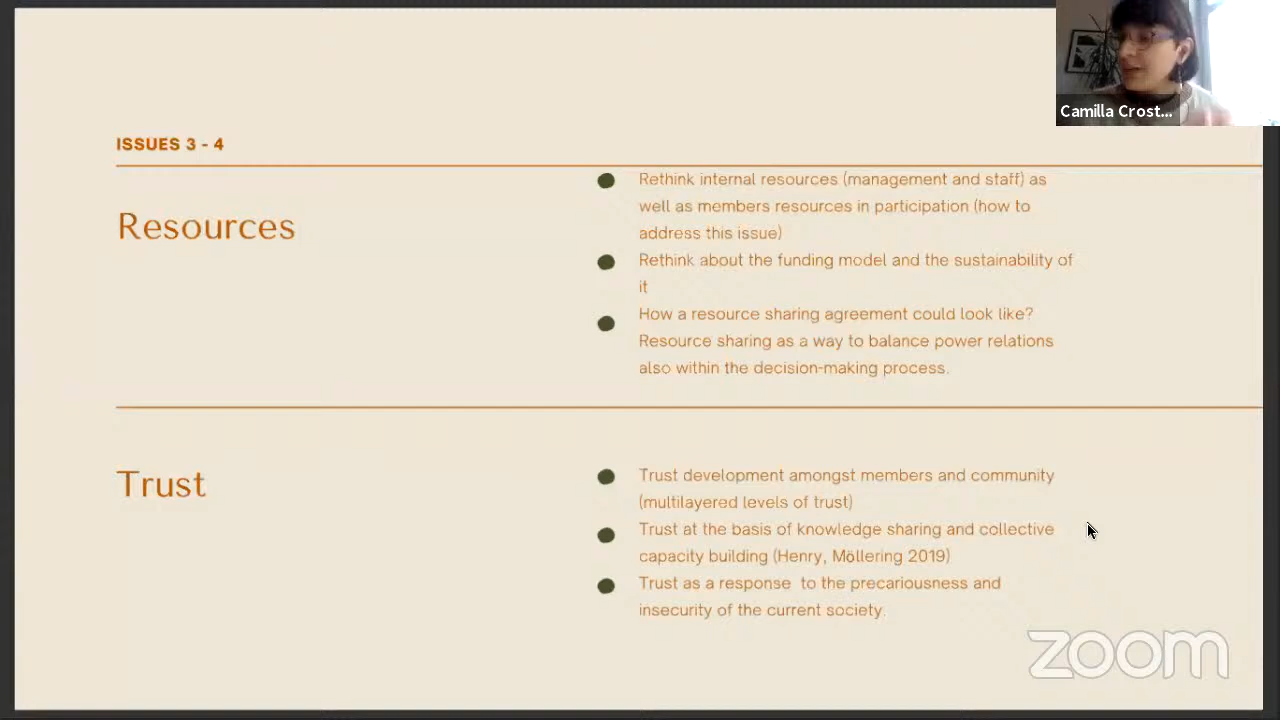 Camilla Crost...
ISSUES 3 - 4
Resources
Rethink internal resources (management and staff) as
well as members resources in participation (how to
address this issue)
Rethink about the funding model and the sustainability of
it
How a resource sharing agreement could look like?
Resource sharing as a way to balance power relations
also within the decision-making process.
Trust
Trust development amongst members and community
(multilayered levels of trust)
Trust at the basis of knowledge sharing and collective
capacity building (Henry, Möllering 2019)
Trust as a response  to the precariousness and
insecurity of the current society.
zoom